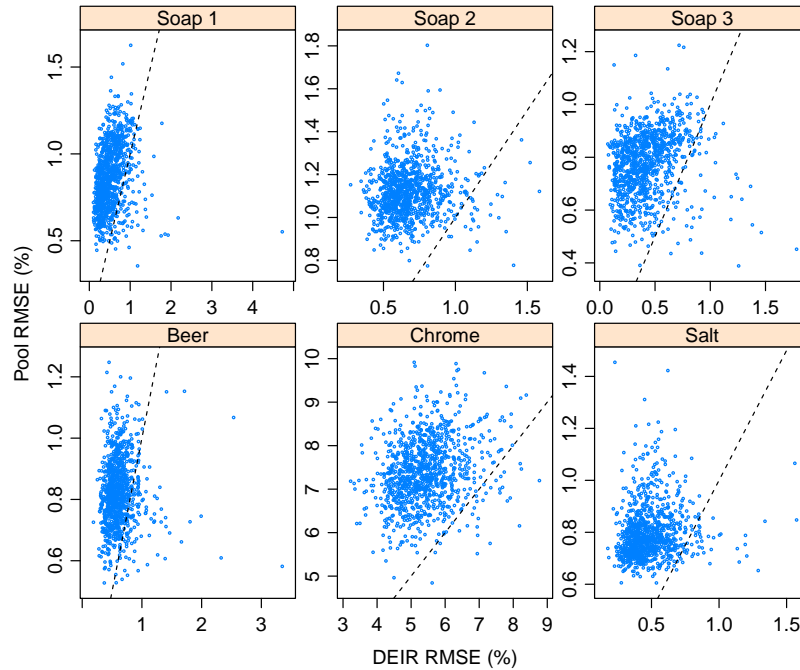 Soap 1
Soap 2
Soap 3
0.5 1.0 1.5
0.8 1.0 1.2 1.4 1.6 1.8
0.4 0.6 0.8 1.0 1.2
0 1 2 3 4 5
0.5 1.0 1.5
0.0 0.5 1.0 1.5
Pool RMSE (%)
Beer
Chrome
Salt
0.6 0.8 1.0 1.2
5 6 7 8 9 10
0.6 0.8 1.0 1.2 1.4
1 2 3
3 4 5 6 7 8 9
0.5 1.0 1.5
DEIR RMSE (%)